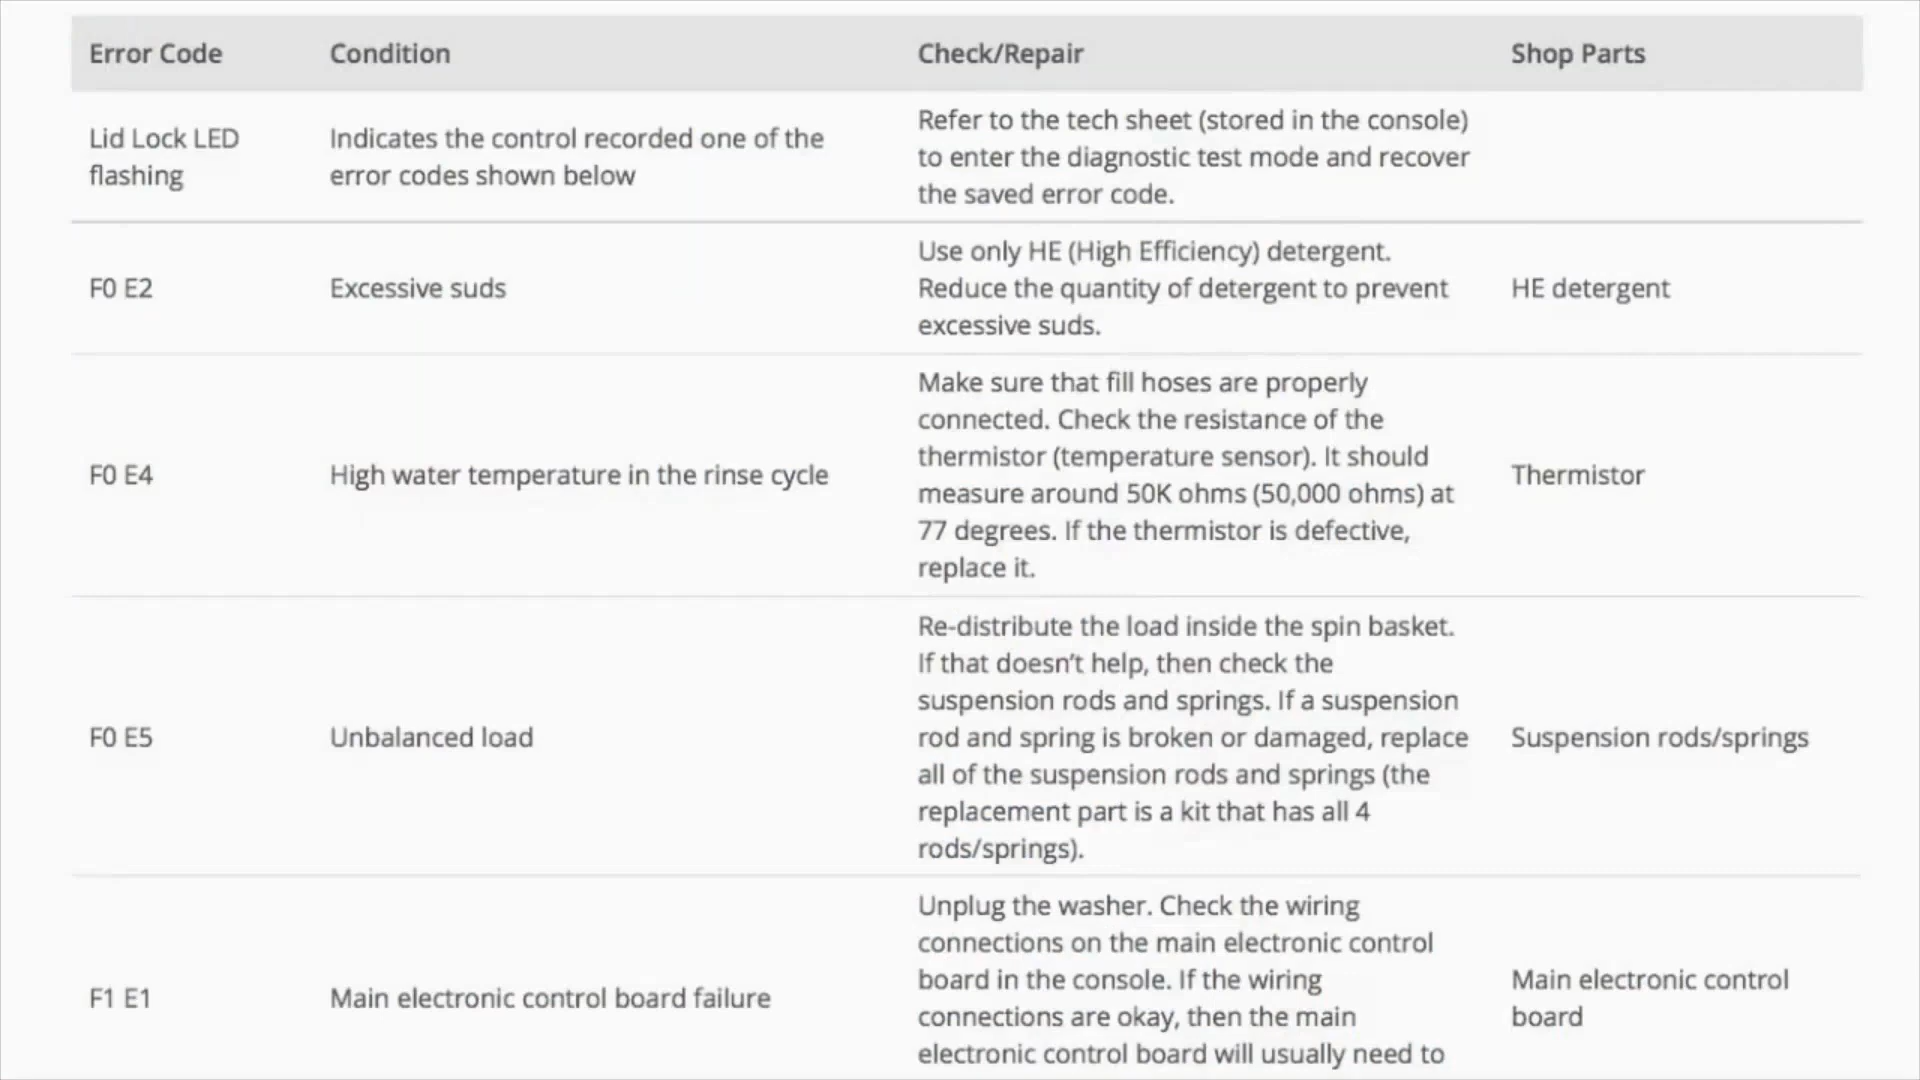 Error Code Condition Check/Repair Shop Parts
Lid Lock LED
flashing
Indicates the control recorded one of the
error codes shown below
Refer to the tech sheet (stored in the console)
to enter the diagnostic test mode and recover
the saved error code.
F0 E2
Excessive suds
Use only HE (High Efficiency) detergent.
Reduce the quantity of detergent to prevent
excessive suds.
HE detergent
F0 E4
High water temperature in the rinse cycle
Make sure that fill hoses are properly
connected. Check the resistance of the
thermistor (temperature sensor). It should
measure around 50K ohms (50,000 ohms) at
77 degrees. If the thermistor is defective,
replace it.
Thermistor
F0 E5
Unbalanced load
Re-distribute the load inside the spin basket.
If that doesn’t help, then check the
suspension rods and springs. If a suspension
rod and spring is broken or damaged, replace
all of the suspension rods and springs (the
replacement part is a kit that has all 4
rods/springs).
Suspension rods/springs
F1 E1
Main electronic control board failure
Unplug the washer. Check the wiring
connections on the main electronic control
board in the console. If the wiring
connections are okay, then the main
electronic control board will usually need to
Main electronic control
board